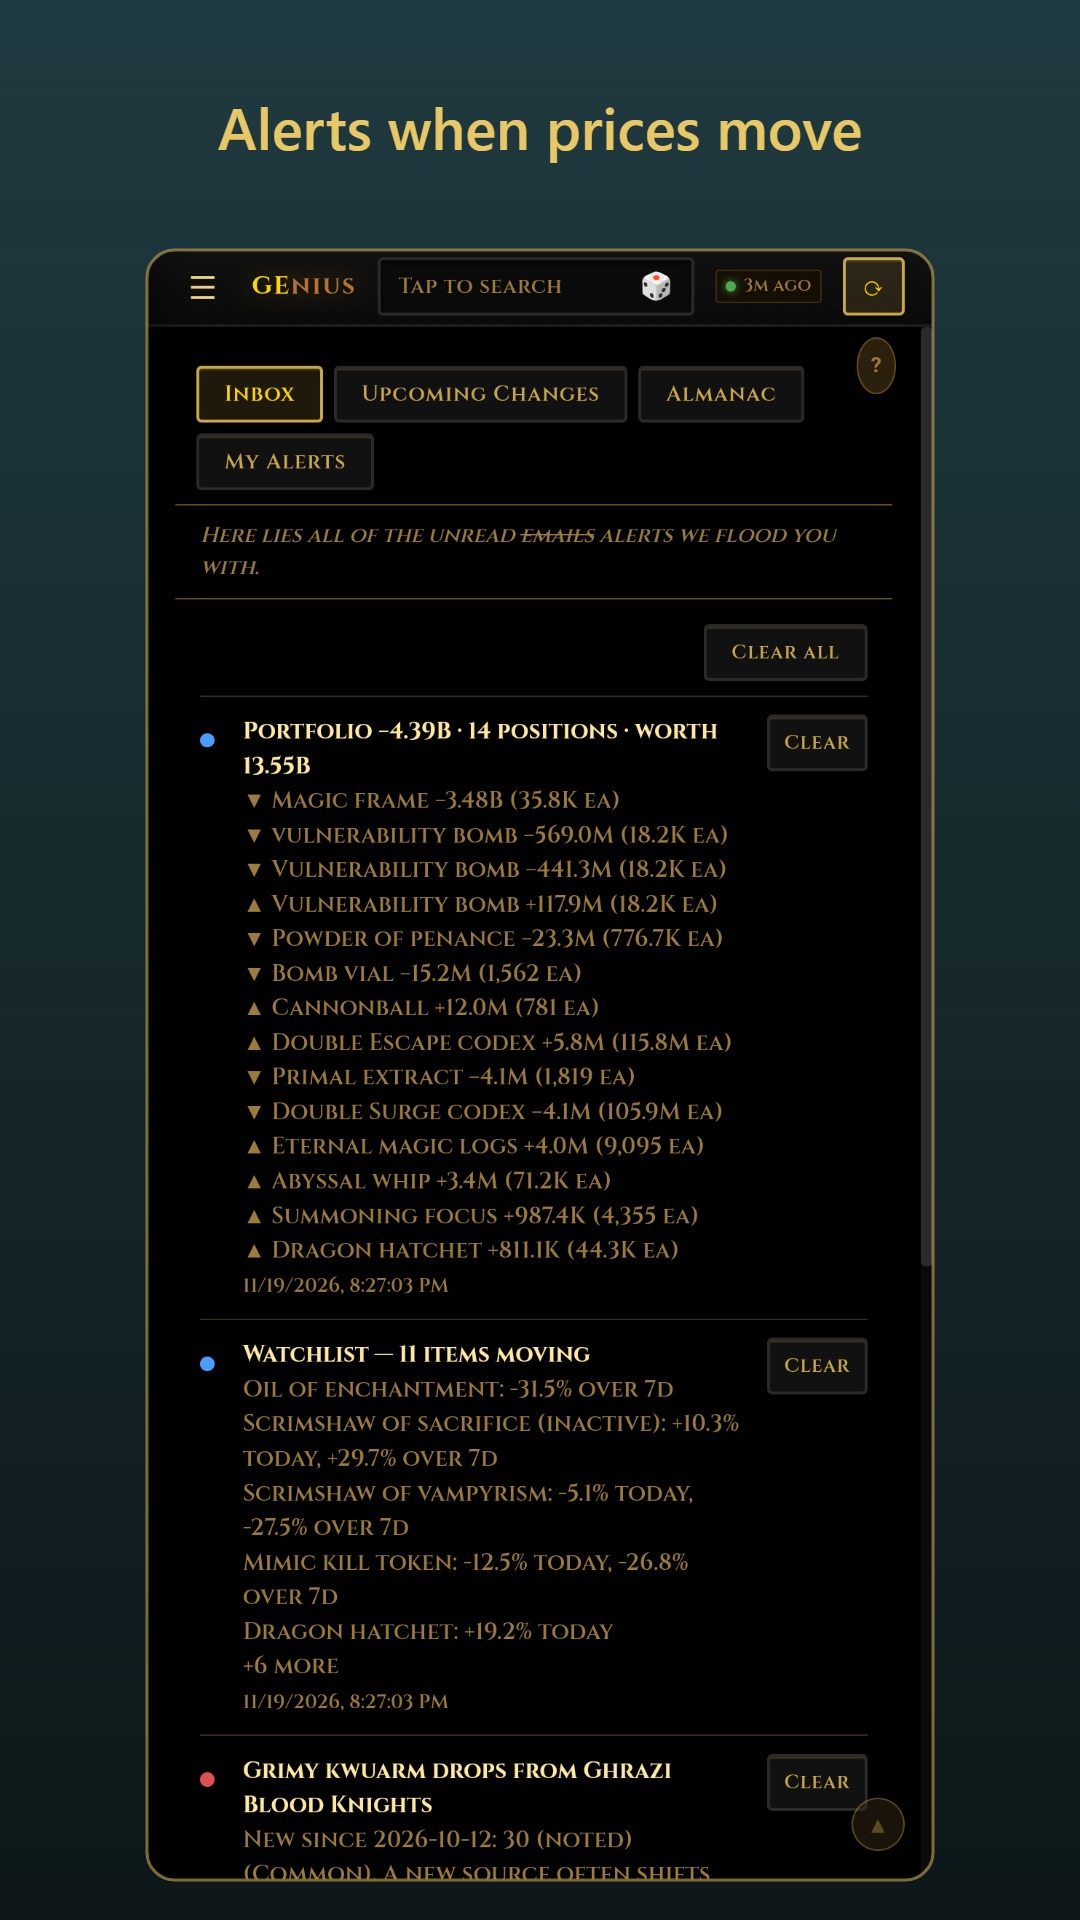 Alerts when prices move
GENIUS
Tap to search
3m ago
?
Inbox
Upcoming Changes
Almanac
My Alerts
Here lies all of the unread emails alerts we flood you
with.
Clear all
Portfolio −4.39B · 14 positions · worth
13.55B
Clear
▼ Magic frame −3.48B (35.8K ea)
▼ vulnerability bomb −569.0M (18.2K ea)
▼ Vulnerability bomb −441.3M (18.2K ea)
▲ Vulnerability bomb +117.9M (18.2K ea)
▼ Powder of penance −23.3M (776.7K ea)
▼ Bomb vial −15.2M (1,562 ea)
▲ Cannonball +12.0M (781 ea)
▲ Double Escape codex +5.8M (115.8M ea)
▼ Primal extract −4.1M (1,819 ea)
▼ Double Surge codex −4.1M (105.9M ea)
▲ Eternal magic logs +4.0M (9,095 ea)
▲ Abyssal whip +3.4M (71.2K ea)
▲ Summoning focus +987.4K (4,355 ea)
▲ Dragon hatchet +811.1K (44.3K ea)
11/19/2026, 8:27:03 PM
Watchlist — 11 items moving
Clear
Oil of enchantment: -31.5% over 7d
Scrimshaw of sacrifice (inactive): +10.3%
today, +29.7% over 7d
Scrimshaw of vampyrism: -5.1% today,
-27.5% over 7d
Mimic kill token: -12.5% today, -26.8%
over 7d
Dragon hatchet: +19.2% today
+6 more
11/19/2026, 8:27:03 PM
Grimy kwuarm drops from Ghrazi
Blood Knights
Clear
New since 2026-10-12: 30 (noted)
(Common). A new source often shifts